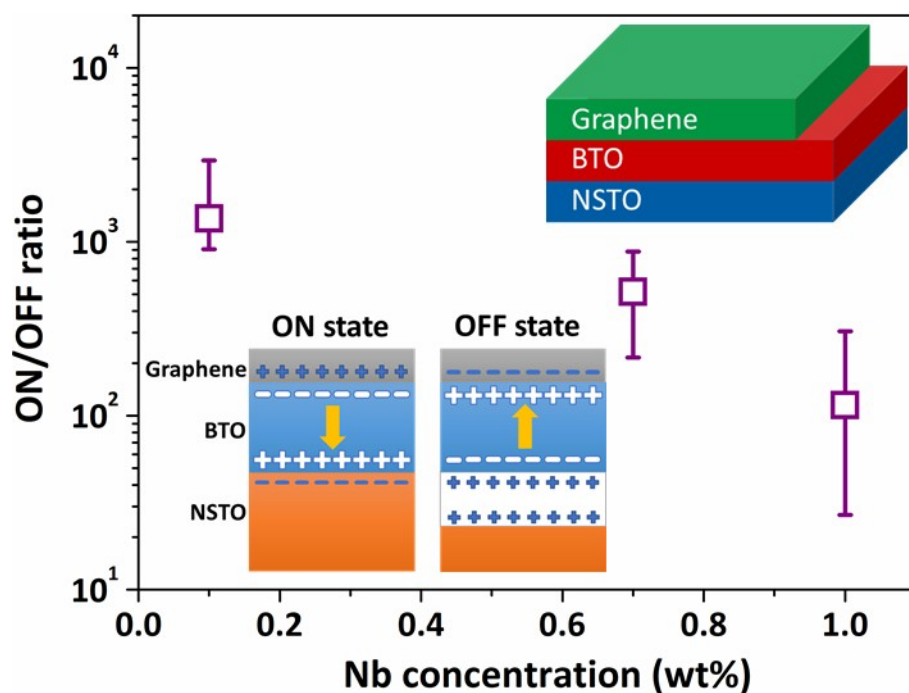 10⁴
10³
10²
10¹
ON/OFF ratio
0.0 0.2 0.4 0.6 0.8 1.0
Nb concentration (wt%)
Graphene
BTO
NSTO
ON state OFF state
Graphene
BTO
NSTO